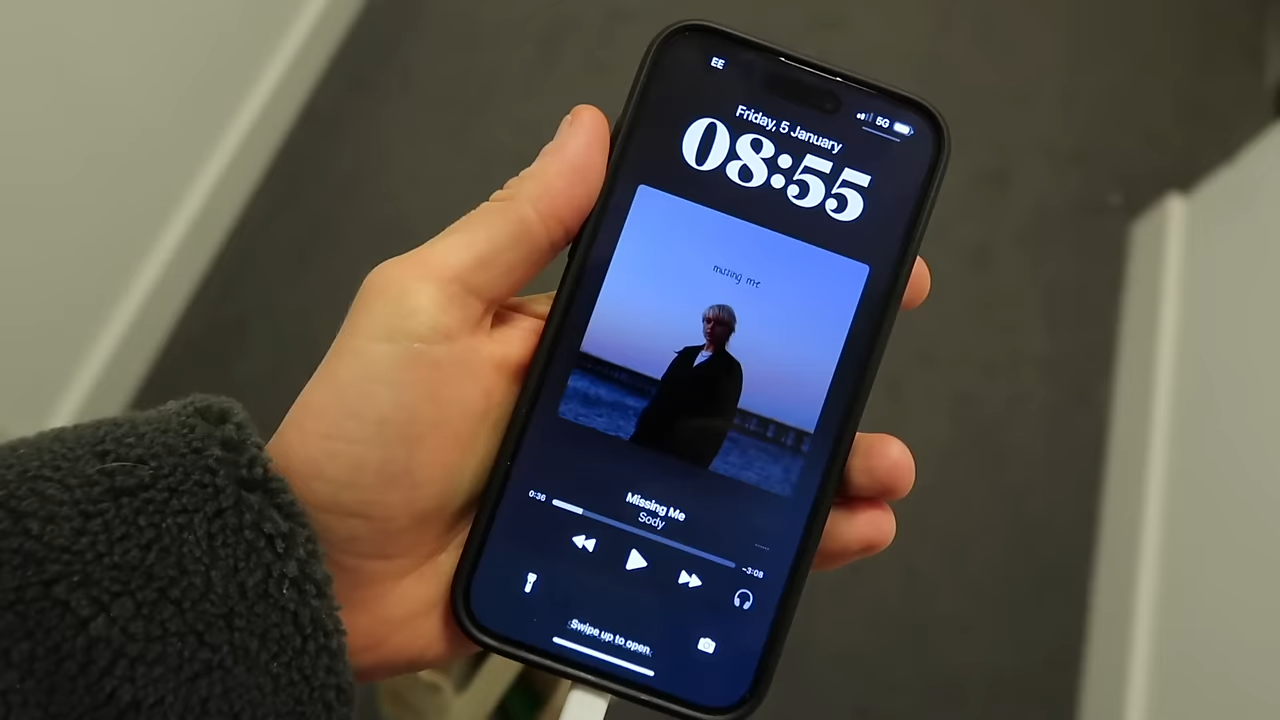 EE
5G
Friday, 5 January
08:55
missing me
Missing Me
Sody
0:36
-3:08
Swipe up to open